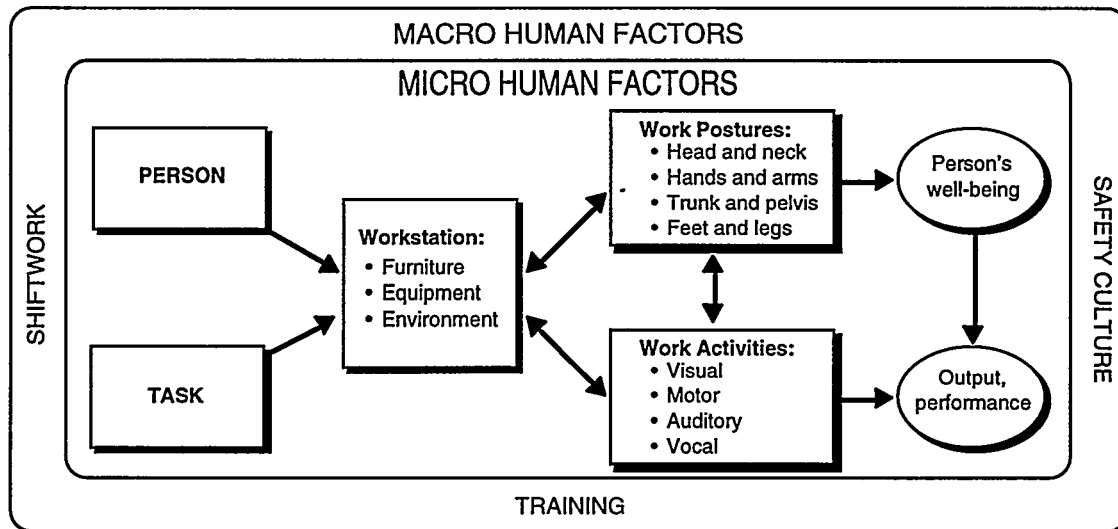 MACRO HUMAN FACTORS
MICRO HUMAN FACTORS
SHIFTWORK
PERSON
TASK
Workstation:
• Furniture
• Equipment
• Environment
Work Postures:
• Head and neck
• Hands and arms
• Trunk and pelvis
• Feet and legs
Work Activities:
• Visual
• Motor
• Auditory
• Vocal
Person's
well-being
Output,
performance
SAFETY CULTURE
TRAINING